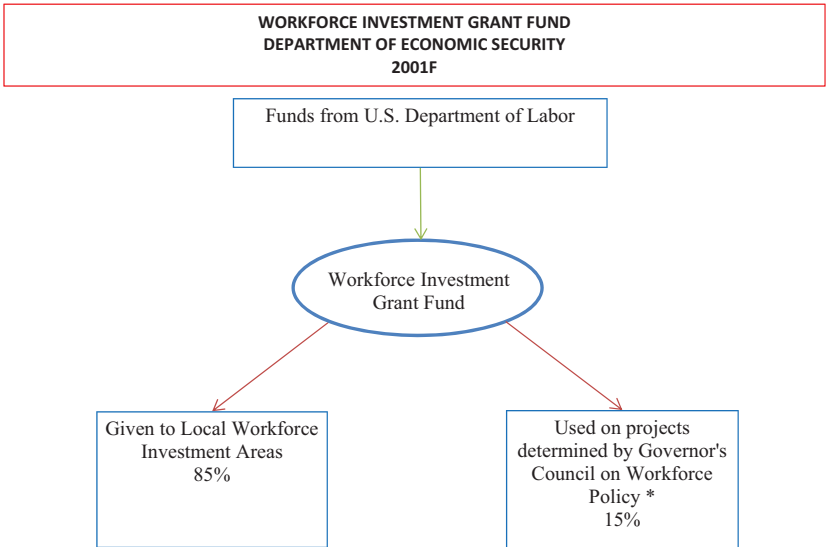 WORKFORCE INVESTMENT GRANT FUND
DEPARTMENT OF ECONOMIC SECURITY
2001F
Funds from U.S. Department of Labor
Workforce Investment
Grant Fund
Given to Local Workforce
Investment Areas
85%
Used on projects
determined by Governor's
Council on Workforce
Policy *
15%